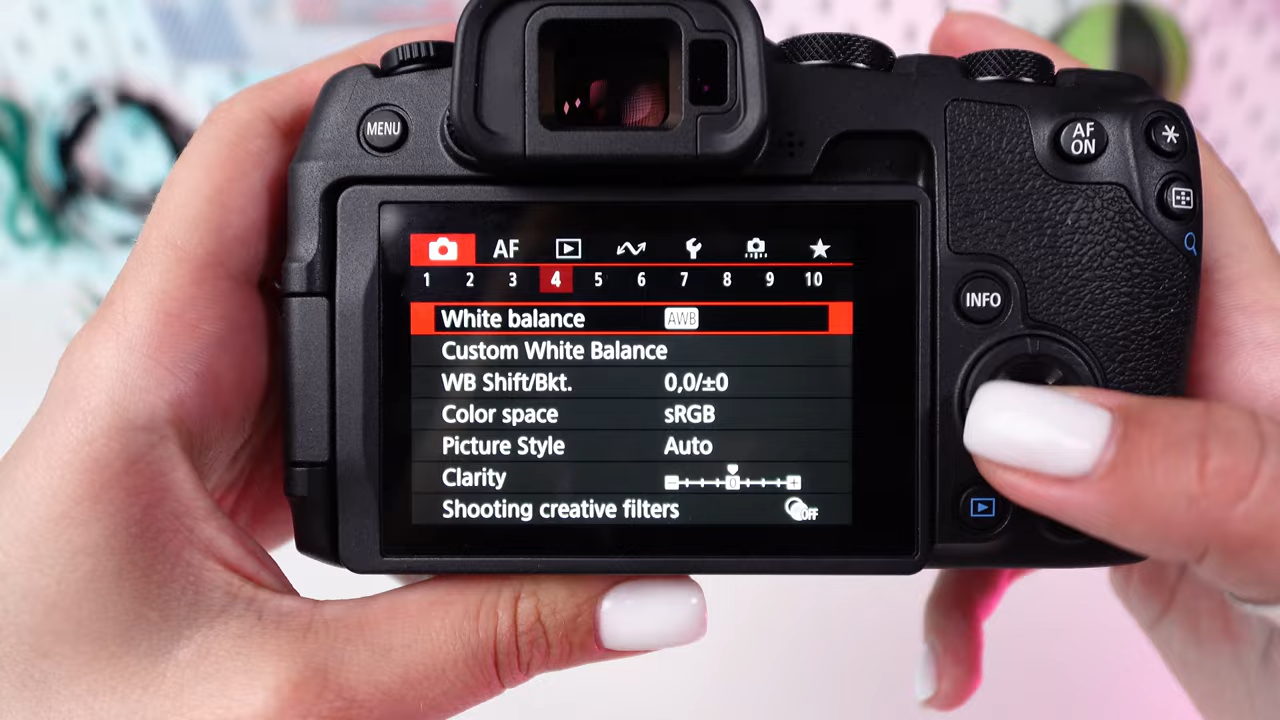 MENU
AF
ON
INFO
AF
1 2 3 4 5 6 7 8 9 10
White balance AWB
Custom White Balance
WB Shift/Bkt. 0,0/±0
Color space sRGB
Picture Style Auto
Clarity 0
Shooting creative filters OFF